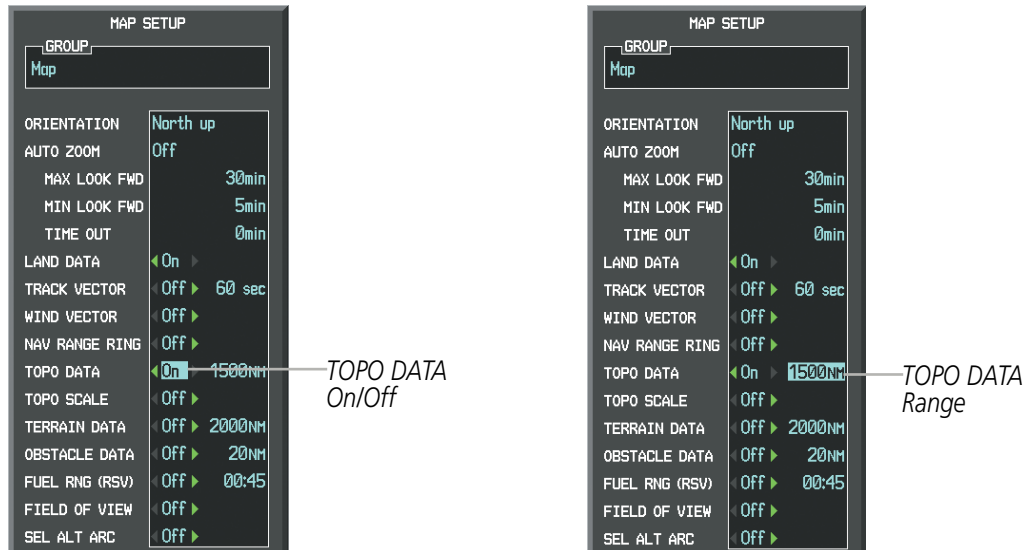 MAP SETUP
GROUP
Map
ORIENTATION North up
AUTO ZOOM Off
MAX LOOK FWD 30min
MIN LOOK FWD 5min
TIME OUT 0min
LAND DATA On
TRACK VECTOR Off 60 sec
WIND VECTOR Off
NAV RANGE RING Off
TOPO DATA On 1500NM
TOPO SCALE Off
TERRAIN DATA Off 2000NM
OBSTACLE DATA Off 20NM
FUEL RNG (RSV) Off 00:45
FIELD OF VIEW Off
SEL ALT ARC Off
TOPO DATA
On/Off
MAP SETUP
GROUP
Map
ORIENTATION North up
AUTO ZOOM Off
MAX LOOK FWD 30min
MIN LOOK FWD 5min
TIME OUT 0min
LAND DATA On
TRACK VECTOR Off 60 sec
WIND VECTOR Off
NAV RANGE RING Off
TOPO DATA On 1500NM
TOPO SCALE Off
TERRAIN DATA Off 2000NM
OBSTACLE DATA Off 20NM
FUEL RNG (RSV) Off 00:45
FIELD OF VIEW Off
SEL ALT ARC Off
TOPO DATA
Range